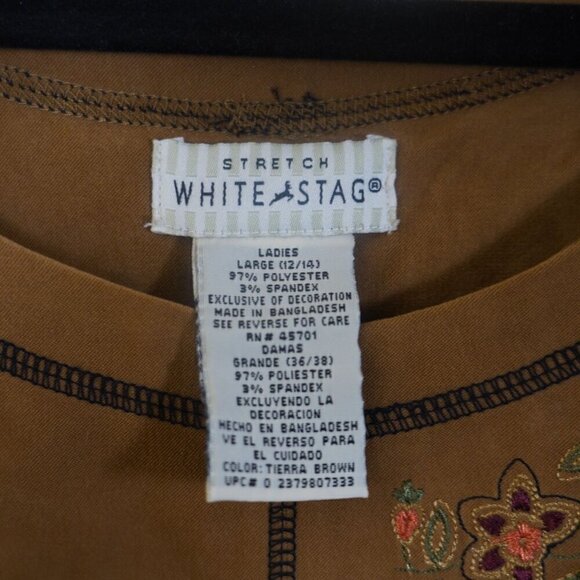 STRETCH
WHITE STAG®
LADIES
LARGE (12/14)
97% POLYESTER
3% SPANDEX
EXCLUSIVE OF DECORATION
MADE IN BANGLADESH
SEE REVERSE FOR CARE
RN# 45701
DAMAS
GRANDE (36/38)
97% POLIESTER
3% SPANDEX
EXCLUYENDO LA
DECORACION
HECHO EN BANGLADESH
VE EL REVERSO PARA
EL CUIDADO
COLOR: TIERRA BROWN
UPC# 0 2379807333